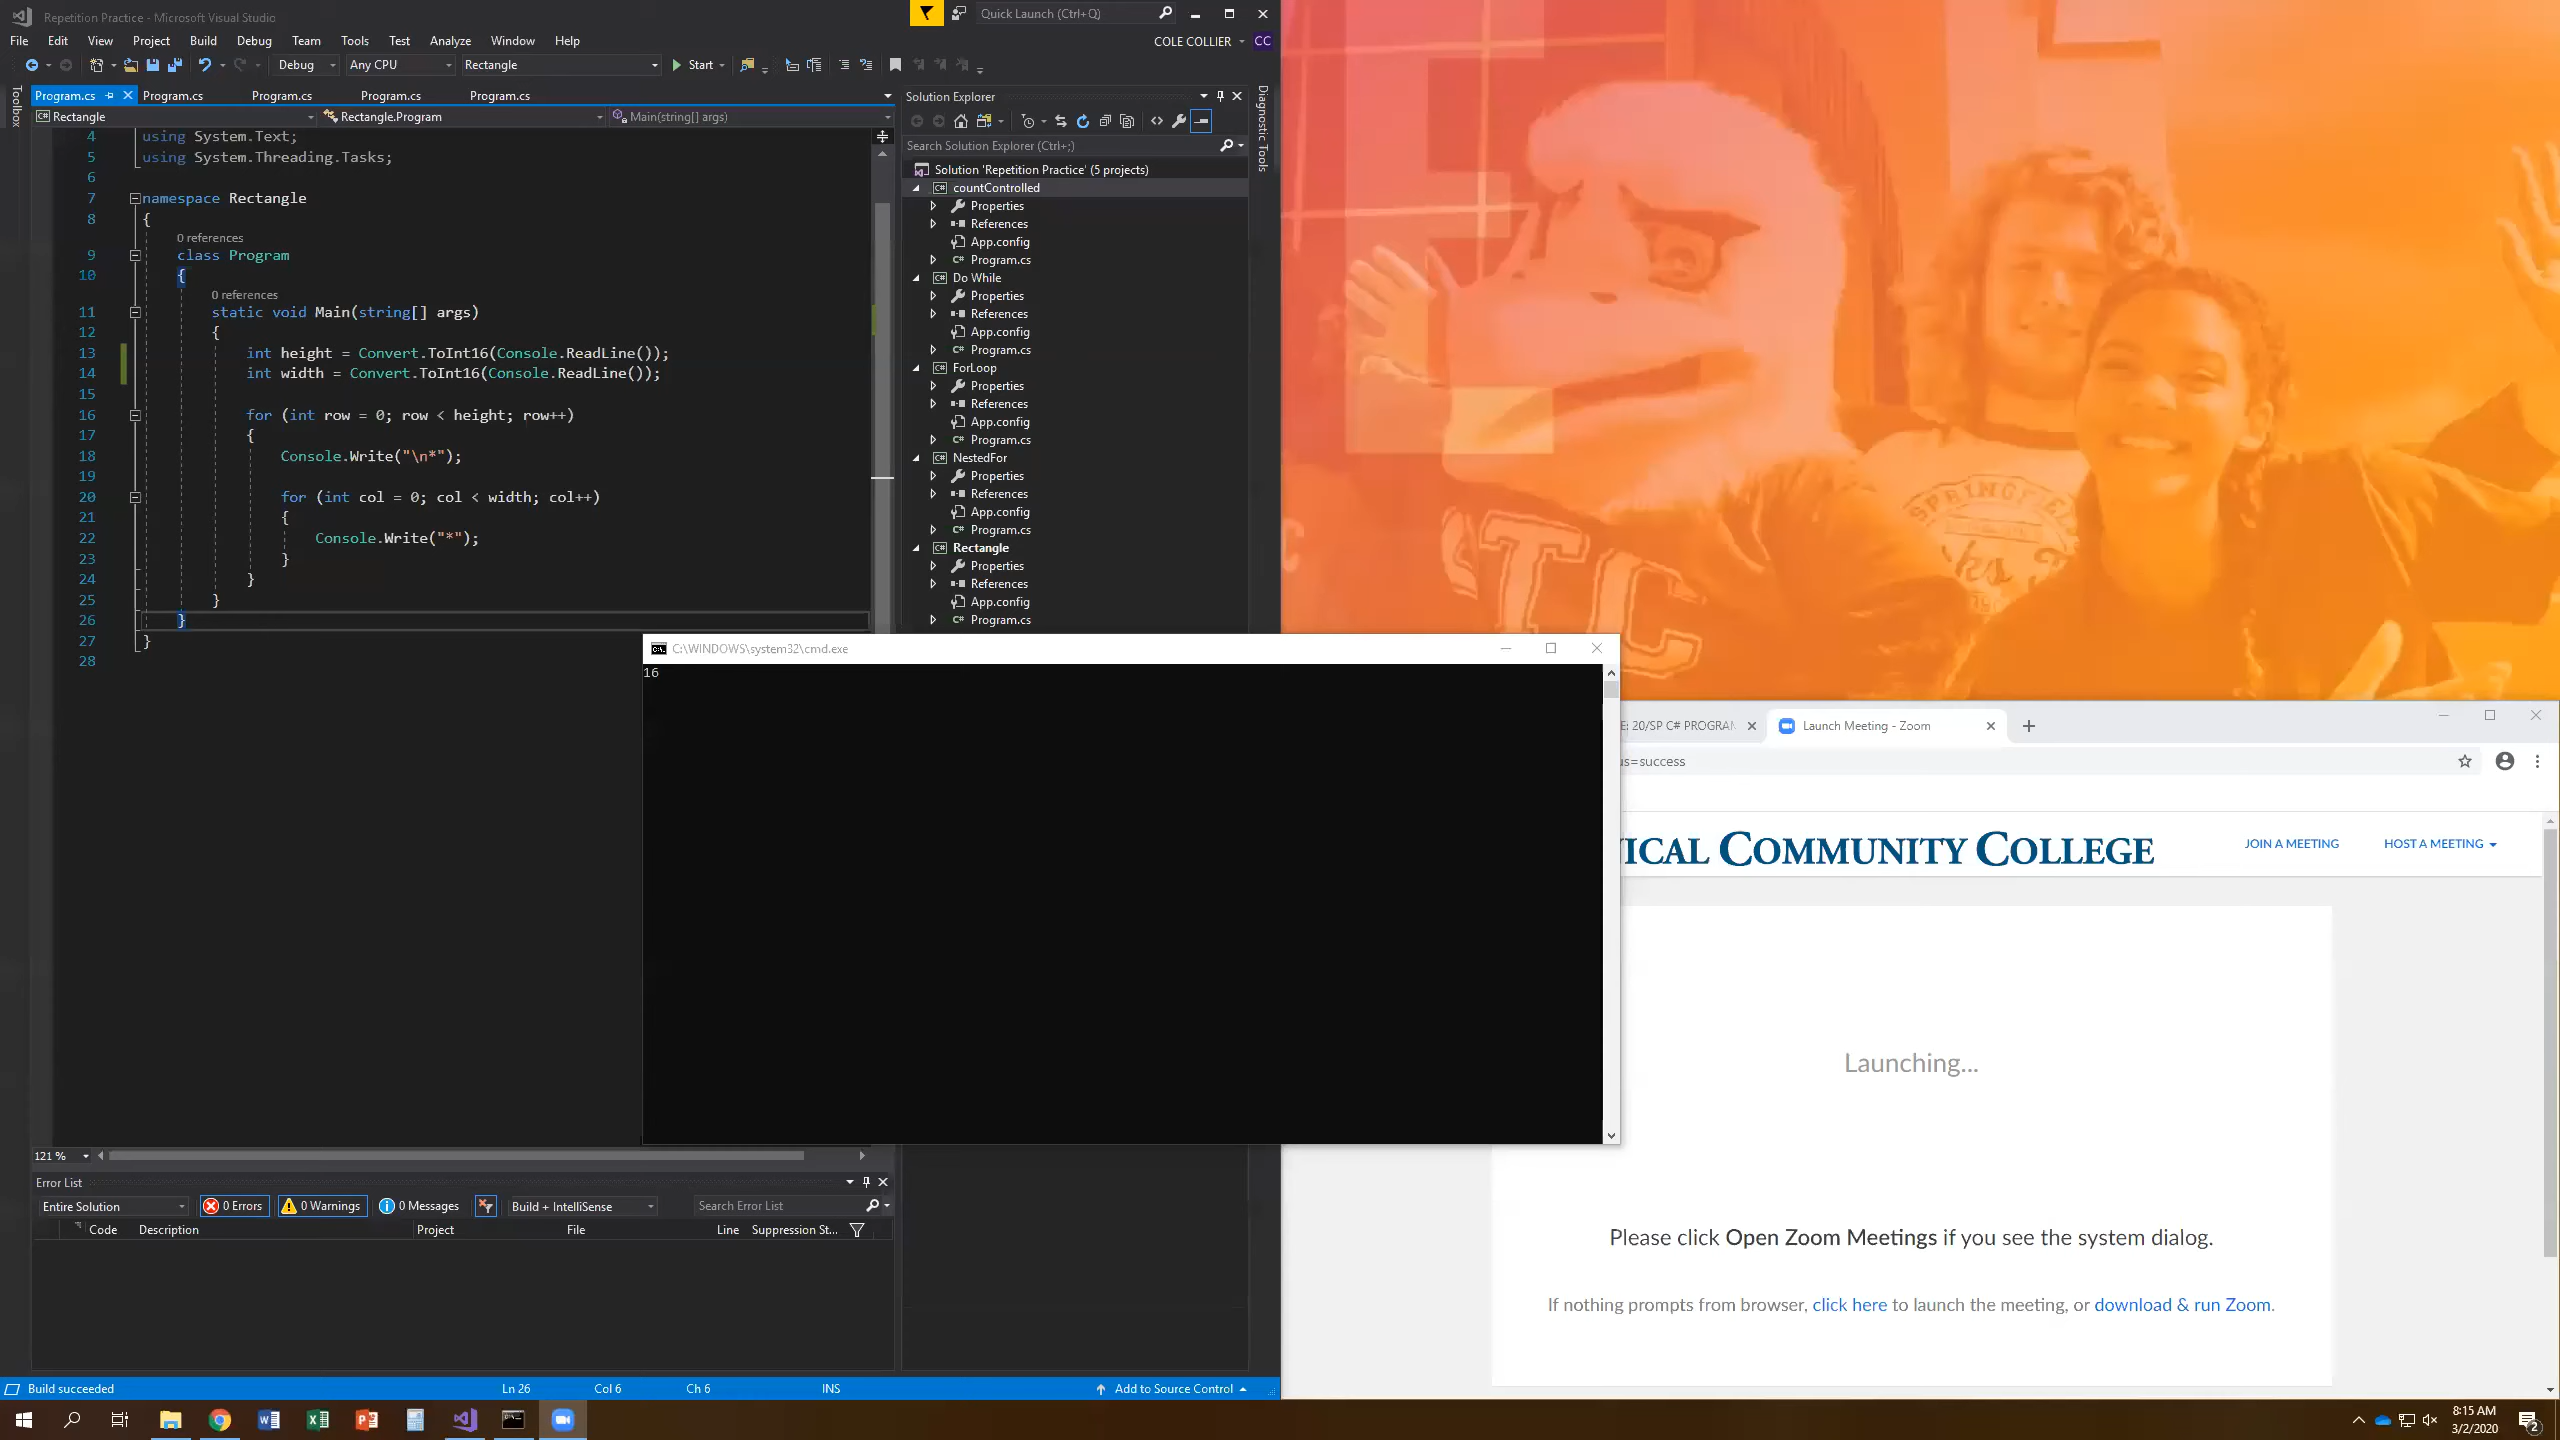 Repetition Practice - Microsoft Visual Studio
Quick Launch (Ctrl+Q)
File Edit View Project Build Debug Team Tools Test Analyze Window Help
COLE COLLIER CC
Debug Any CPU Rectangle Start
Toolbox
Program.cs Program.cs Program.cs Program.cs Program.cs
Rectangle Rectangle.Program Main(string[] args)
4 using System.Text;
5 using System.Threading.Tasks;
6
7 namespace Rectangle
8 {
0 references
9 class Program
10 {
0 references
11 static void Main(string[] args)
12 {
13 int height = Convert.ToInt16(Console.ReadLine());
14 int width = Convert.ToInt16(Console.ReadLine());
15
16 for (int row = 0; row < height; row++)
17 {
18 Console.Write("\n*");
19
20 for (int col = 0; col < width; col++)
21 {
22 Console.Write("*");
23 }
24 }
25 }
26 }
27 }
28
Solution Explorer
Search Solution Explorer (Ctrl+;)
Solution 'Repetition Practice' (5 projects)
C# countControlled
Properties
References
App.config
C# Program.cs
C# Do While
Properties
References
App.config
C# Program.cs
C# ForLoop
Properties
References
App.config
C# Program.cs
C# NestedFor
Properties
References
App.config
C# Program.cs
C# Rectangle
Properties
References
App.config
C# Program.cs
Diagnostic Tools
C:\WINDOWS\system32\cmd.exe
16
121 %
Error List
Entire Solution 0 Errors 0 Warnings 0 Messages Build + IntelliSense Search Error List
Code Description Project File Line Suppression St...
Build succeeded Ln 26 Col 6 Ch 6 INS Add to Source Control
STC
E: 20/SP C# PROGRAM Launch Meeting - Zoom
us=success
NICAL COMMUNITY COLLEGE
JOIN A MEETING HOST A MEETING
Launching...
Please click Open Zoom Meetings if you see the system dialog.
If nothing prompts from browser, click here to launch the meeting, or download & run Zoom.
8:15 AM
3/2/2020
2